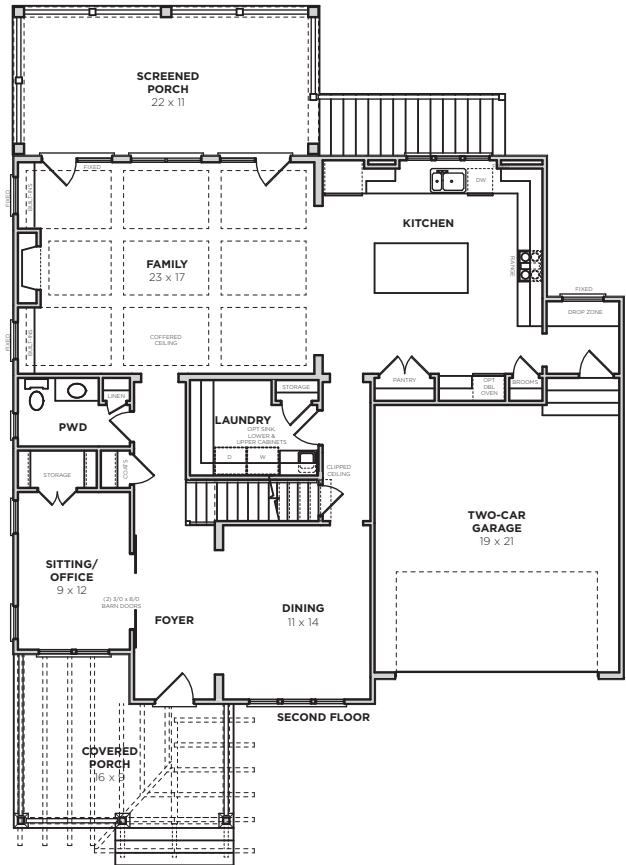 SCREENED
PORCH
22 x 11
FIXED
FIXED
BUILT-INS
DW
KITCHEN
FAMILY
23 x 17
RANGE
FIXED
DROP ZONE
COFFERED
CEILING
FIXED
BUILT-INS
PANTRY
OPT
DBL
OVEN
BROOMS
LINEN
STORAGE
PWD
LAUNDRY
OPT SINK,
LOWER &
UPPER CABINETS
D
W
STORAGE
COATS
CLIPPED
CEILING
TWO-CAR
GARAGE
19 x 21
SITTING/
OFFICE
9 x 12
(2) 3/0 x 8/0
BARN DOORS
FOYER
DINING
11 x 14
SECOND FLOOR
COVERED
PORCH
16 x 9